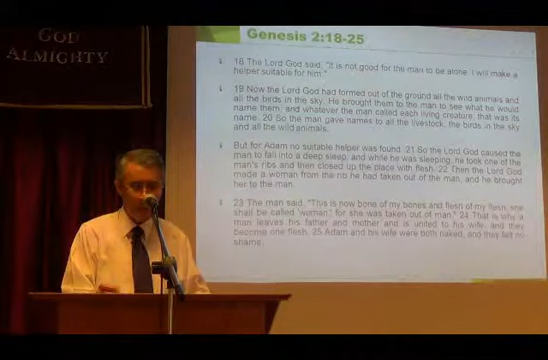 GOD
ALMIGHTY
Genesis 2:18-25
18 The Lord God said, "It is not good for the man to be alone. I will make a
helper suitable for him."
19 Now the Lord God had formed out of the ground all the wild animals and
all the birds in the sky. He brought them to the man to see what he would
name them; and whatever the man called each living creature, that was its
name. 20 So the man gave names to all the livestock, the birds in the sky
and all the wild animals.
But for Adam no suitable helper was found. 21 So the Lord God caused the
man to fall into a deep sleep; and while he was sleeping, he took one of the
man's ribs and then closed up the place with flesh. 22 Then the Lord God
made a woman from the rib he had taken out of the man, and he brought
her to the man.
23 The man said, "This is now bone of my bones and flesh of my flesh; she
shall be called 'woman,' for she was taken out of man." 24 That is why a
man leaves his father and mother and is united to his wife, and they
become one flesh. 25 Adam and his wife were both naked, and they felt no
shame.